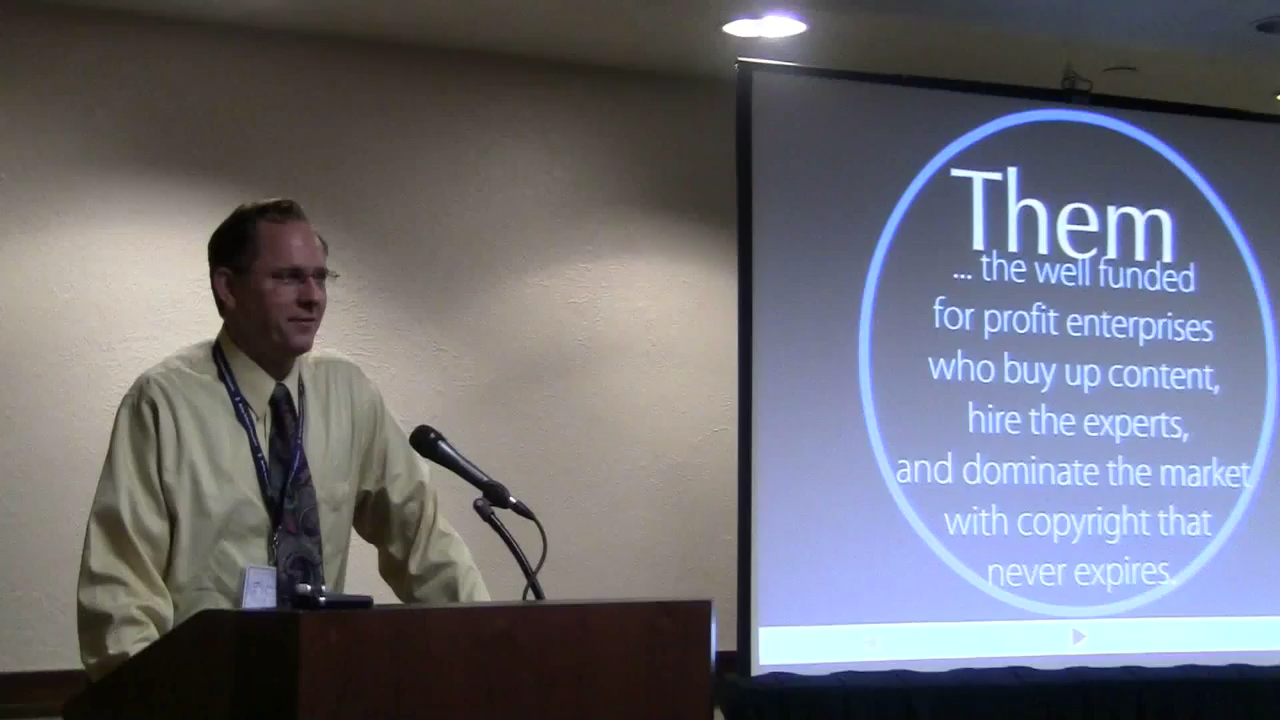 Them
... the well funded
for profit enterprises
who buy up content,
hire the experts,
and dominate the market
with copyright that
never expires.